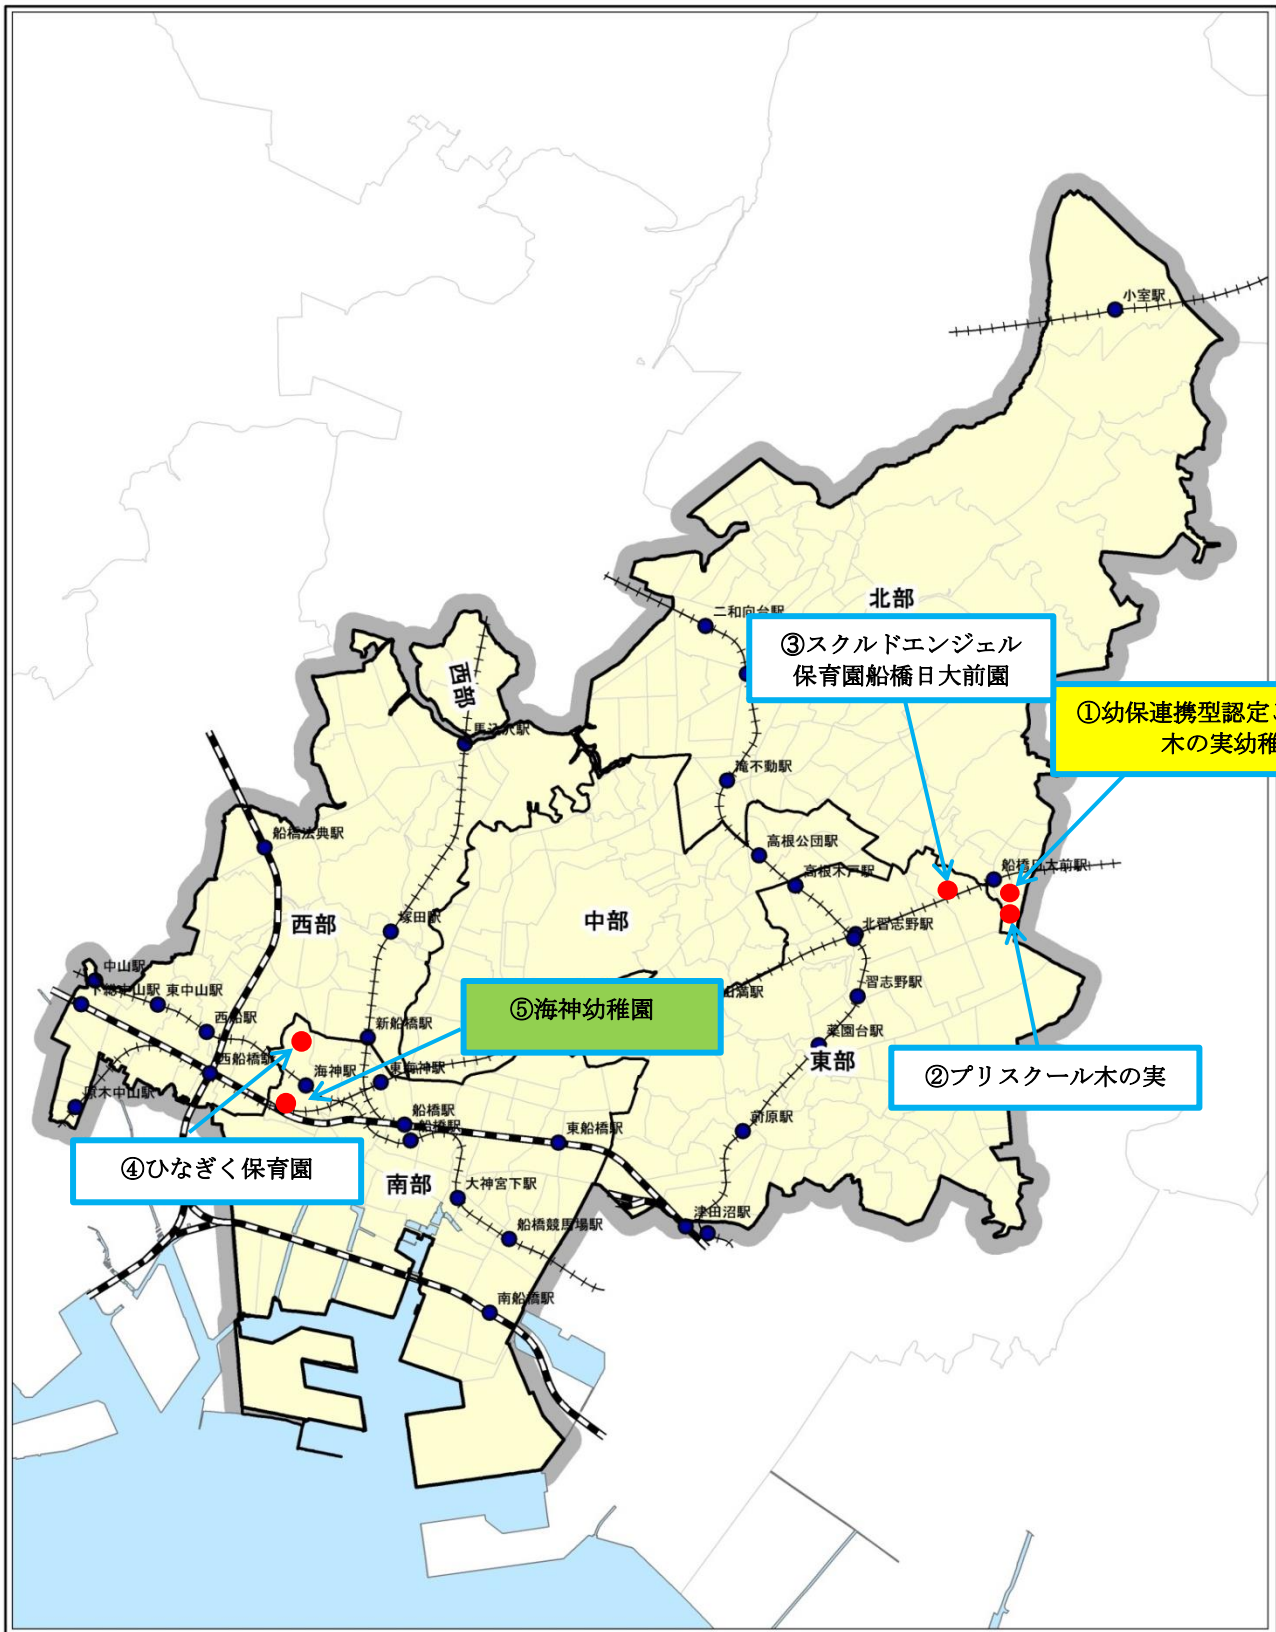 小室駅
北部
二和向台駅
③スクルドエンジェル
保育園船橋日大前園
西部
馬込沢駅
①幼保連携型認定こ
木の実幼稚
滝不動駅
船橋法典駅
高根公団駅
高根木戸駅
船橋日大前駅
西部
塚田駅
中部
北習志野駅
中山駅
下総中山駅
東中山駅
西船駅
⑤海神幼稚園
習志野駅
新船橋駅
薬園台駅
東部
西船橋駅
海神駅
東海神駅
②プリスクール木の実
原木中山駅
船橋駅
船橋駅
東船橋駅
前原駅
④ひなぎく保育園
南部
大神宮下駅
津田沼駅
船橋競馬場駅
南船橋駅